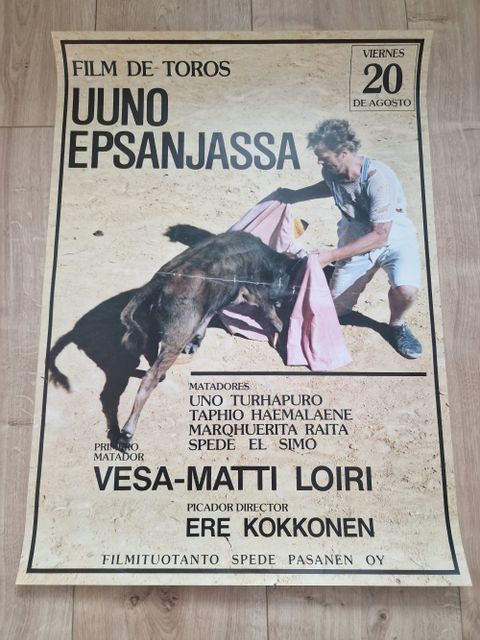 FILM DE TOROS
VIERNES
20
DE AGOSTO
UUNO
EPSANJASSA
MATADORES
UNO TURHAPURO
TAPHIO HAEMALAENE
MARQHUERITA RAITA
SPEDE EL SIMO
PRIMERO
MATADOR
VESA-MATTI LOIRI
PICADOR DIRECTOR
ERE KOKKONEN
FILMITUOTANTO SPEDE PASANEN OY